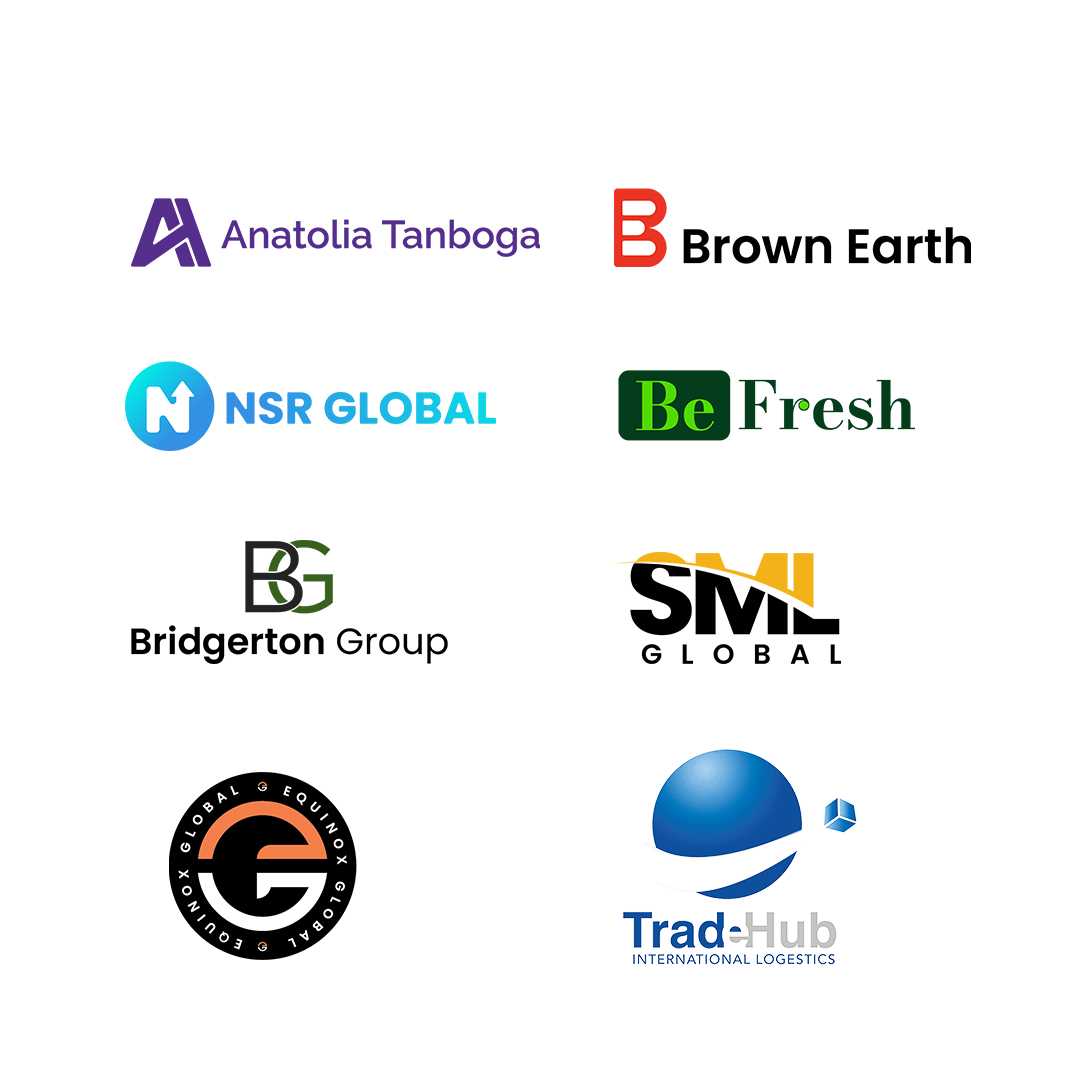 Anatolia Tanboga
Brown Earth
NSR GLOBAL
Be Fresh
BG
Bridgerton Group
SML
GLOBAL
EQUINOX GLOBAL EQUINOX GLOBAL
Trade-Hub
INTERNATIONAL LOGESTICS